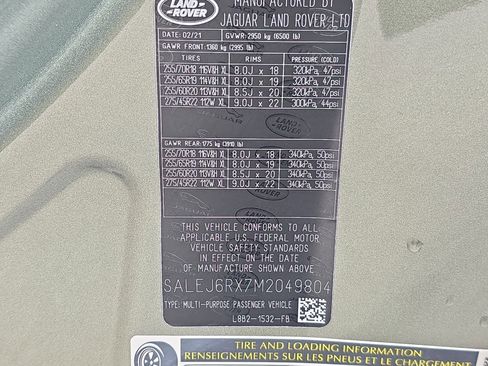 LAND ROVER
MANUFACTURED BY
JAGUAR LAND ROVER LTD
DATE: 02/21 GVWR: 2950 kg (6500 lb)
GAWR FRONT: 1360 kg (2995 lb)
TIRES RIMS PRESSURE (COLD)
255/70R18 116V&H XL 8.0J x 18 320kPa, 47psi
255/65R19 114V&H XL 8.0J x 19 320kPa, 47psi
255/60R20 113V&H XL 8.5J x 20 320kPa, 47psi
275/45R22 112W XL 9.0J x 22 300kPa, 44psi
GAWR REAR: 1775 kg (3910 lb)
255/70R18 116V&H XL 8.0J x 18 340kPa, 50psi
255/65R19 114V&H XL 8.0J x 19 340kPa, 50psi
255/60R20 113V&H XL 8.5J x 20 340kPa, 50psi
275/45R22 112W XL 9.0J x 22 340kPa, 50psi
THIS VEHICLE CONFORMS TO ALL
APPLICABLE U.S. FEDERAL MOTOR
VEHICLE SAFETY STANDARDS
IN EFFECT ON THE DATE
OF MANUFACTURE SHOWN ABOVE.
SALEJ6RX7M2049804
TYPE: MULTI-PURPOSE PASSENGER VEHICLE
L8B2-1532-FB
TIRE AND LOADING INFORMATION
RENSEIGNEMENTS SUR LES PNEUS ET LE CHARGEMENT